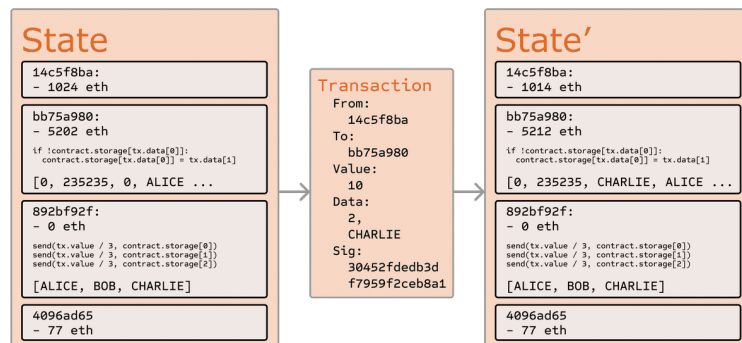 State
14c5f8ba:
- 1024 eth
bb75a980:
- 5202 eth
if !contract.storage[tx.data[0]]:
contract.storage[tx.data[0]] = tx.data[1]
[0, 235235, 0, ALICE ...
892bf92f:
- 0 eth
send(tx.value / 3, contract.storage[0])
send(tx.value / 3, contract.storage[1])
send(tx.value / 3, contract.storage[2])
[ALICE, BOB, CHARLIE]
4096ad65
- 77 eth
Transaction
From:
14c5f8ba
To:
bb75a980
Value:
10
Data:
2,
CHARLIE
Sig:
30452fdedb3d
f7959f2ceb8a1
State’
14c5f8ba:
- 1014 eth
bb75a980:
- 5212 eth
if !contract.storage[tx.data[0]]:
contract.storage[tx.data[0]] = tx.data[1]
[0, 235235, CHARLIE, ALICE ...
892bf92f:
- 0 eth
send(tx.value / 3, contract.storage[0])
send(tx.value / 3, contract.storage[1])
send(tx.value / 3, contract.storage[2])
[ALICE, BOB, CHARLIE]
4096ad65
- 77 eth